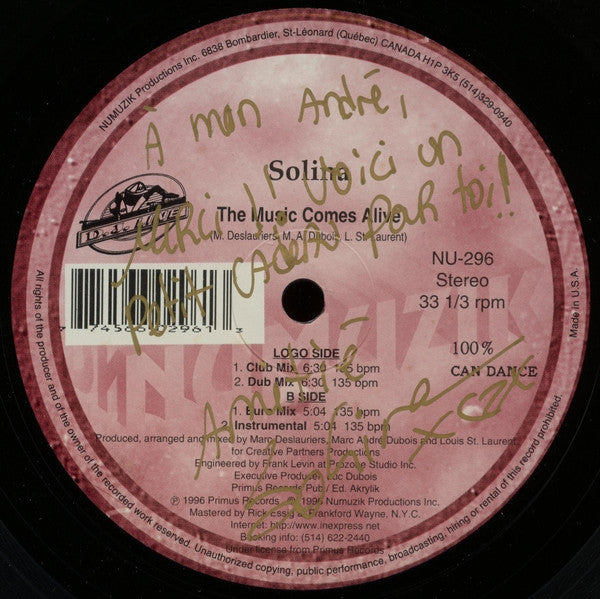 NUMUZIK Productions Inc. 6838 Bombardier, St-Léonard (Québec) CANADA H1P 3K5 (514)329-0940
À mon André,
Merci!! Voici un
petit cadeau par toi!!
Amitié
Sabrina
xxx
Solina
The Music Comes Alive
(M. Deslauriers, M. A. Dubois, L. St. Laurent)
NU-296
Stereo
33 1/3 rpm
Made in U.S.A.
LOGO SIDE
1. Club Mix 6:30 135 bpm
2. Dub Mix 6:30 135 bpm
B SIDE
1. Euro Mix 5:04 135 bpm
2. Instrumental 5:04 135 bpm
100%
CAN DANCE
NUMUZIK
Produced, arranged and mixed by Marc Deslauriers, Marc Alain Dubois and Louis St. Laurent
for Creative Partners Productions
Engineered by Frank Levin at Prozone Studio Inc.
Executive Producer Luc Dubois
Primus Records Pub / Ed. Akrylik
Ⓟ 1996 Primus Records © 1996 Numuzik Productions Inc.
Mastered by Rick Essig at Frankford Wayne, N.Y.C.
Internet: http://www.inexpress.net
Booking info: (514) 622-2440
Under license from Primus Records
All rights of the producer and of the owner of the recorded work reserved. Unauthorized copying, public performance, broadcasting, hiring or rental of this record prohibited.